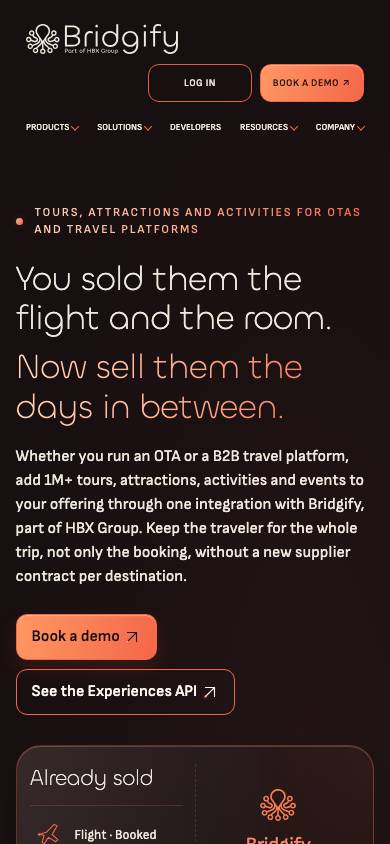 Bridgify
Part of HBX Group
LOG IN
BOOK A DEMO
PRODUCTS
SOLUTIONS
DEVELOPERS
RESOURCES
COMPANY
TOURS, ATTRACTIONS AND ACTIVITIES FOR OTAS
AND TRAVEL PLATFORMS
You sold them the
flight and the room.
Now sell them the
days in between.
Whether you run an OTA or a B2B travel platform,
add 1M+ tours, attractions, activities and events to
your offering through one integration with Bridgify,
part of HBX Group. Keep the traveler for the whole
trip, not only the booking, without a new supplier
contract per destination.
Book a demo
See the Experiences API
Already sold
Flight · Booked
Bridgify